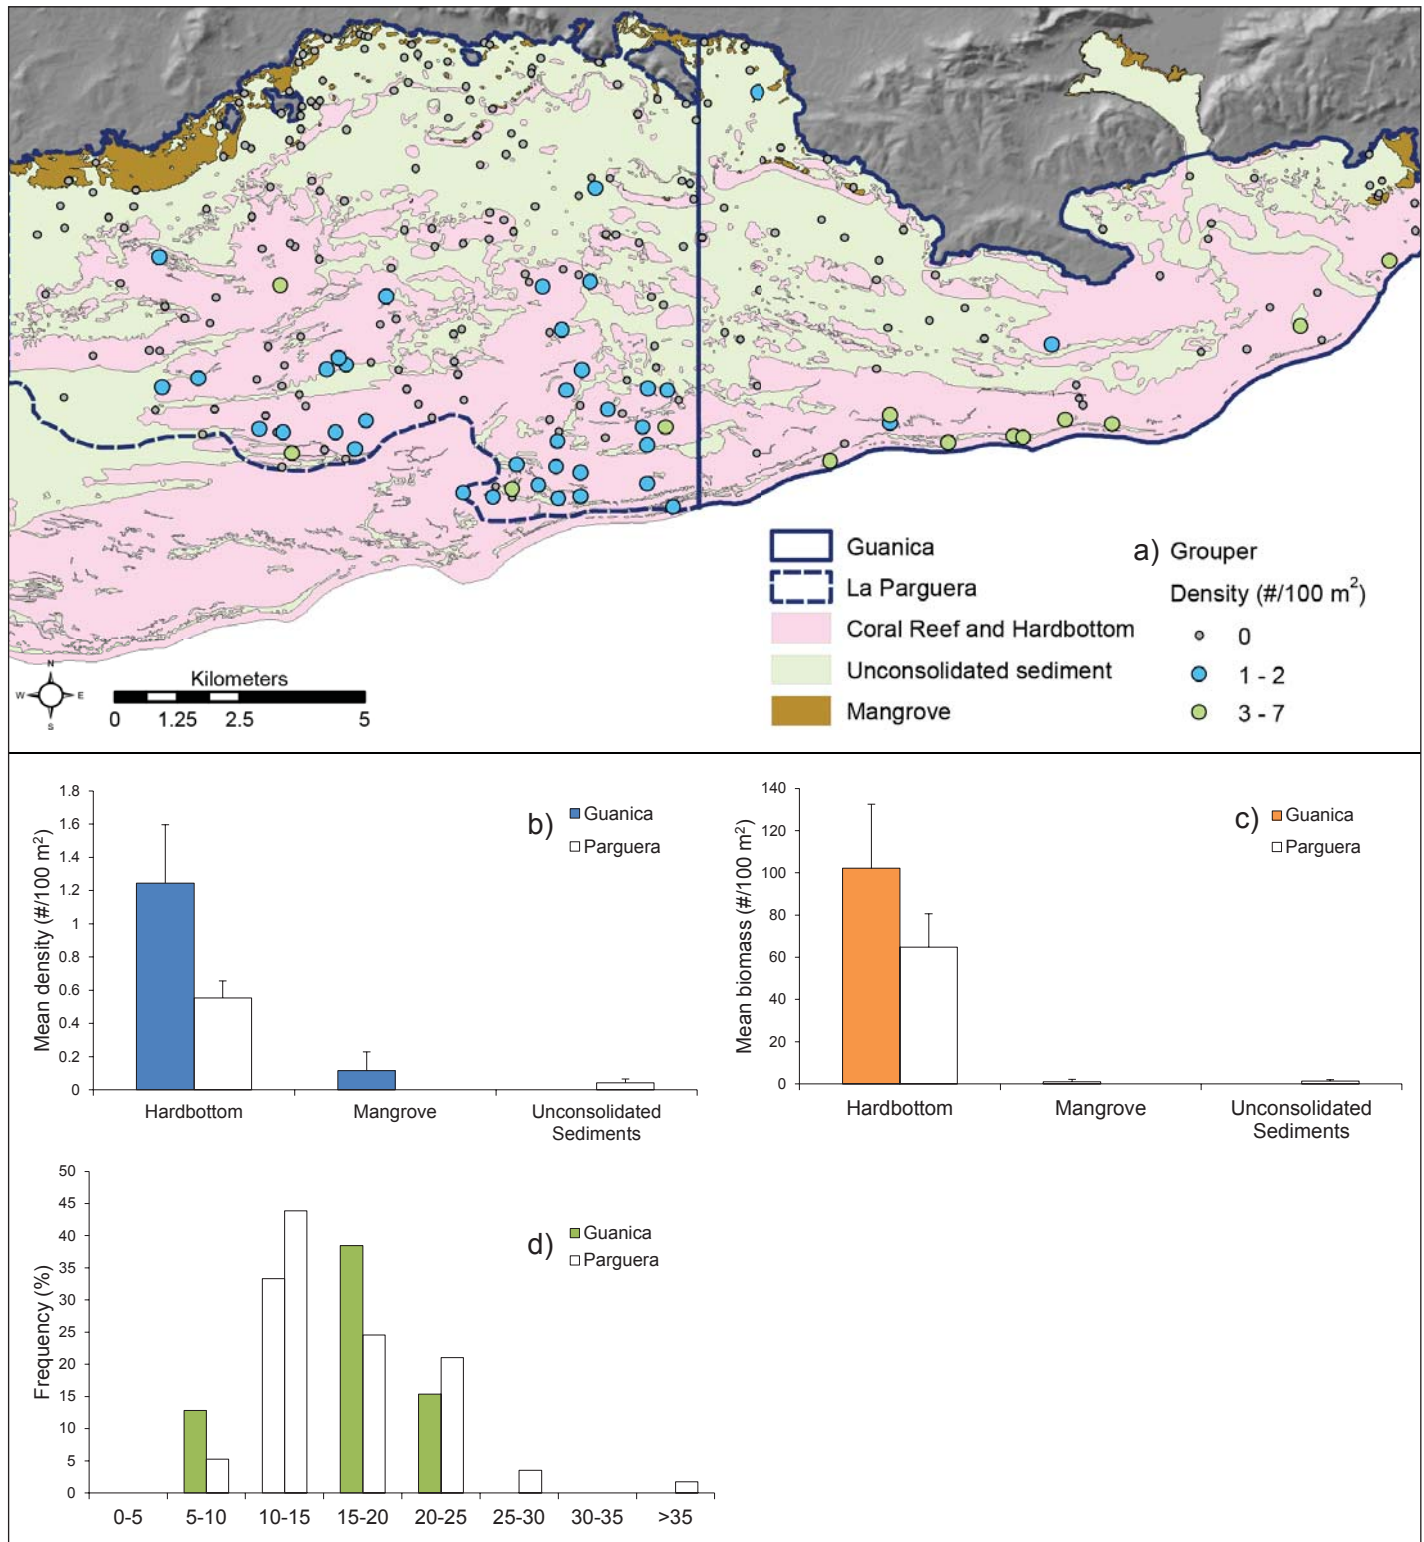 Guanica
La Parguera
Coral Reef and Hardbottom
Unconsolidated sediment
Mangrove
a) Grouper
Density (#/100 m²)
0
1 - 2
3 - 7
N
W E
S
Kilometers
0 1.25 2.5 5
b)
Guanica
Parguera
Mean density (#/100 m²)
1.8
1.6
1.4
1.2
1
0.8
0.6
0.4
0.2
0
Hardbottom Mangrove Unconsolidated
Sediments
c)
Guanica
Parguera
Mean biomass (#/100 m²)
140
120
100
80
60
40
20
0
Hardbottom Mangrove Unconsolidated
Sediments
d)
Guanica
Parguera
Frequency (%)
50
45
40
35
30
25
20
15
10
5
0
0-5 5-10 10-15 15-20 20-25 25-30 30-35 >35